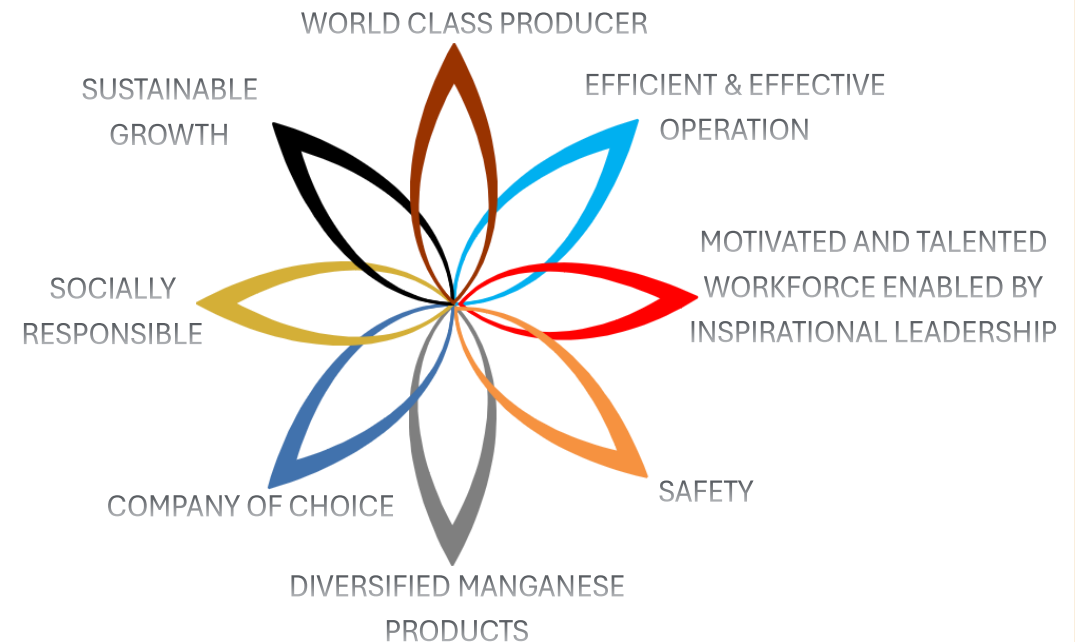 WORLD CLASS PRODUCER
EFFICIENT & EFFECTIVE
OPERATION
MOTIVATED AND TALENTED
WORKFORCE ENABLED BY
INSPIRATIONAL LEADERSHIP
SAFETY
DIVERSIFIED MANGANESE
PRODUCTS
COMPANY OF CHOICE
SOCIALLY
RESPONSIBLE
SUSTAINABLE
GROWTH